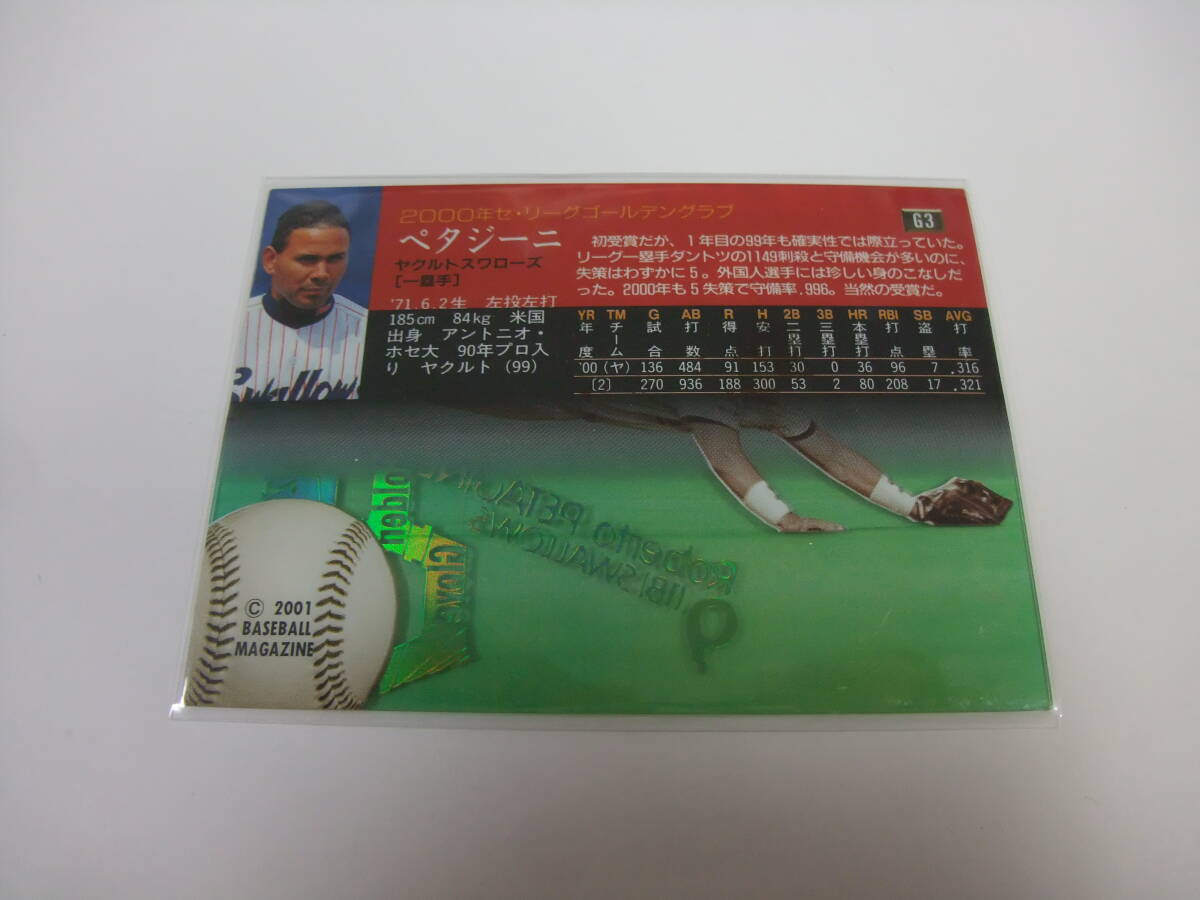 2000年セ・リーグゴールデングラブ
ペタジーニ
ヤクルトスワローズ
[一塁手]
'71.6.2生 左投左打
185cm 84kg 米国
出身 アントニオ・
ホセ大 90年プロ入
り ヤクルト(99)
G3
初受賞だが、1年目の99年も確実性では際立っていた。
リーグ一塁手ダントツの1149刺殺と守備機会が多いのに、
失策はわずかに5。外国人選手には珍しい身のこなしだ
った。2000年も5失策で守備率.996。当然の受賞だ。
YR TM G AB R H 2B 3B HR RBI SB AVG
年度 チーム 試合 打数 得点 安打 二塁打 三塁打 本塁打 打点 盗塁 打率
'00 (ヤ) 136 484 91 153 30 0 36 96 7 .316
[2] 270 936 188 300 53 2 80 208 17 .321
Swallows
Golden
Glove
Roberto PETAGINE
SWALLOWS
9
© 2001
BASEBALL
MAGAZINE